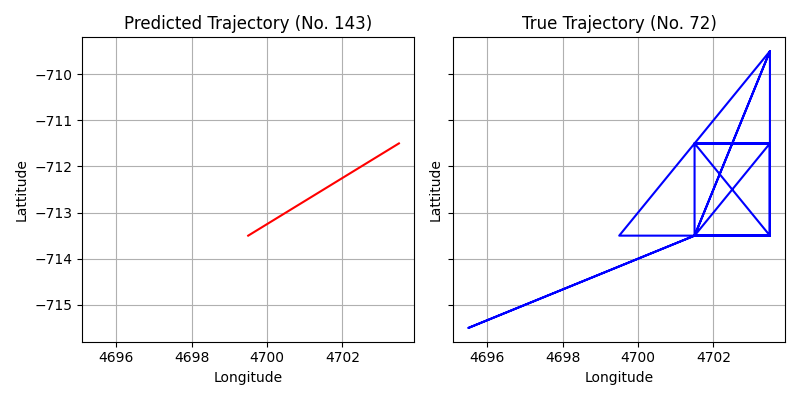 Predicted Trajectory (No. 143)
True Trajectory (No. 72)
Lattitude
−710
−711
−712
−713
−714
−715
4696
4698
4700
4702
Longitude
Lattitude
4696
4698
4700
4702
Longitude